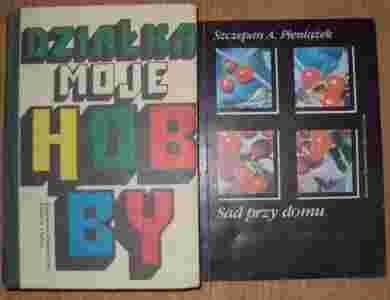 DZIAŁKA
MOJE
HOB
BY
Szczepan A. Pieniążek
Sad przy domu